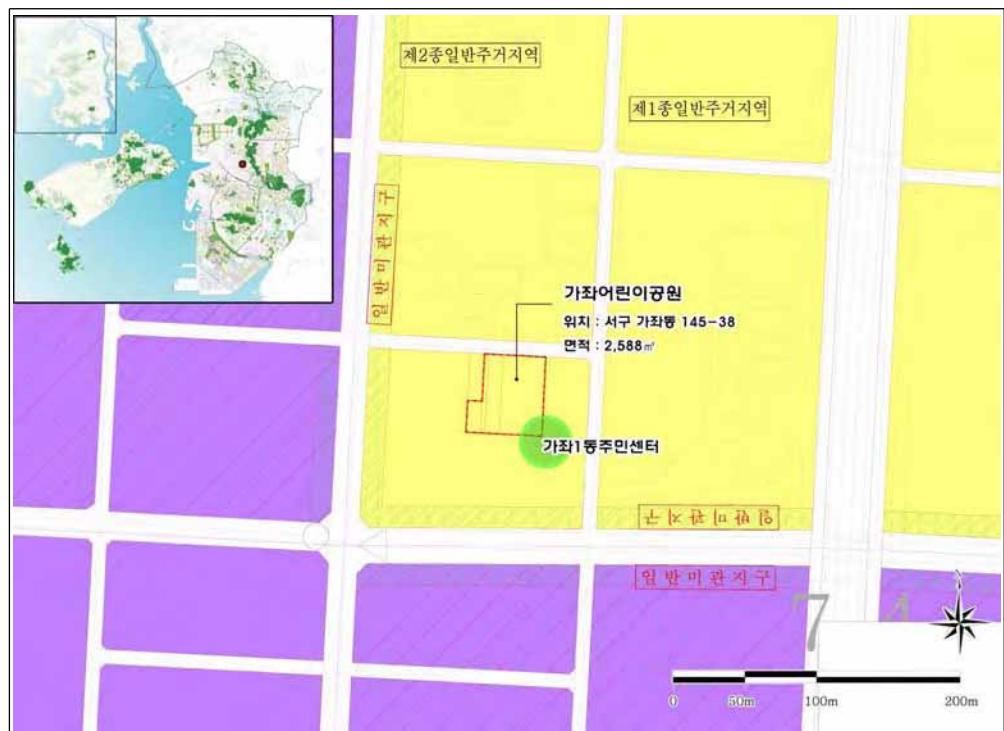 제2종일반주거지역
제1종일반주거지역
일반미관지구
가좌어린이공원
위치 : 서구 가좌동 145-38
면적 : 2,588㎡
가좌1동주민센터
일반미관지구
일반미관지구
7 4
0 50m 100m 200m